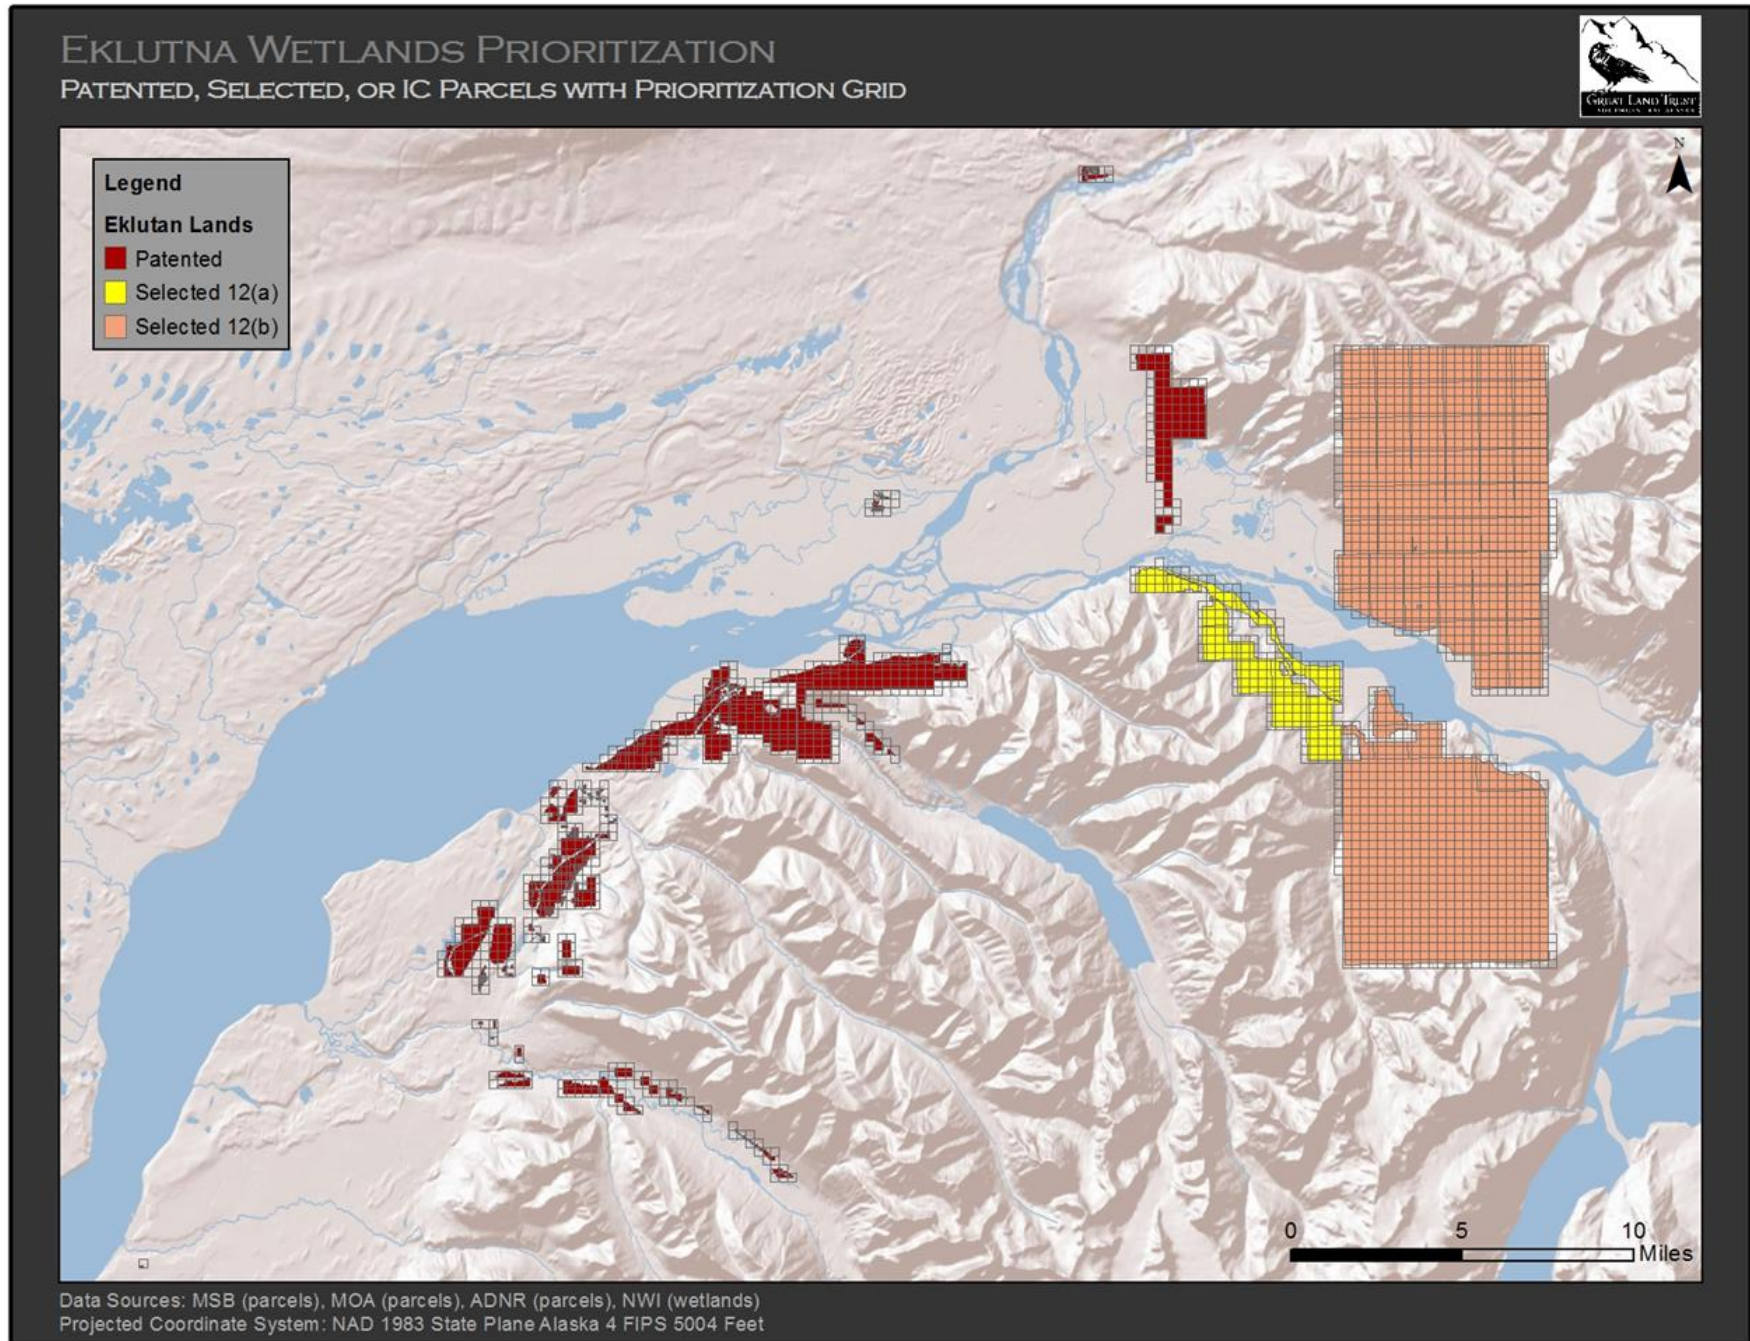 EKLUTNA WETLANDS PRIORITIZATION
PATENTED, SELECTED, OR IC PARCELS WITH PRIORITIZATION GRID
GREAT LAND TRUST
N
Legend
Eklutan Lands
Patented
Selected 12(a)
Selected 12(b)
0 5 10
Miles
Data Sources: MSB (parcels), MOA (parcels), ADNR (parcels), NWI (wetlands)
Projected Coordinate System: NAD 1983 State Plane Alaska 4 FIPS 5004 Feet